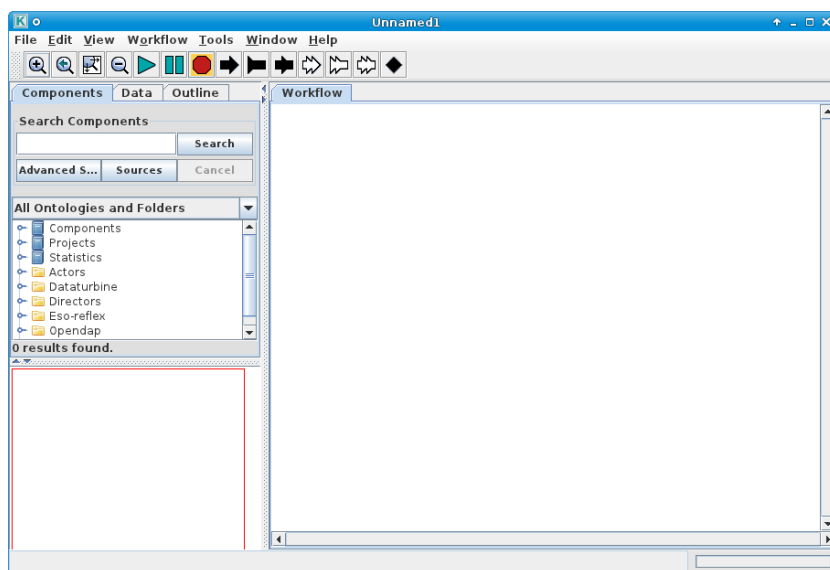 K
Unnamed1
File Edit View Workflow Tools Window Help
Components Data Outline
Workflow
Search Components
Search
Advanced S... Sources Cancel
All Ontologies and Folders
Components
Projects
Statistics
Actors
Dataturbine
Directors
Eso-reflex
Opendap
0 results found.